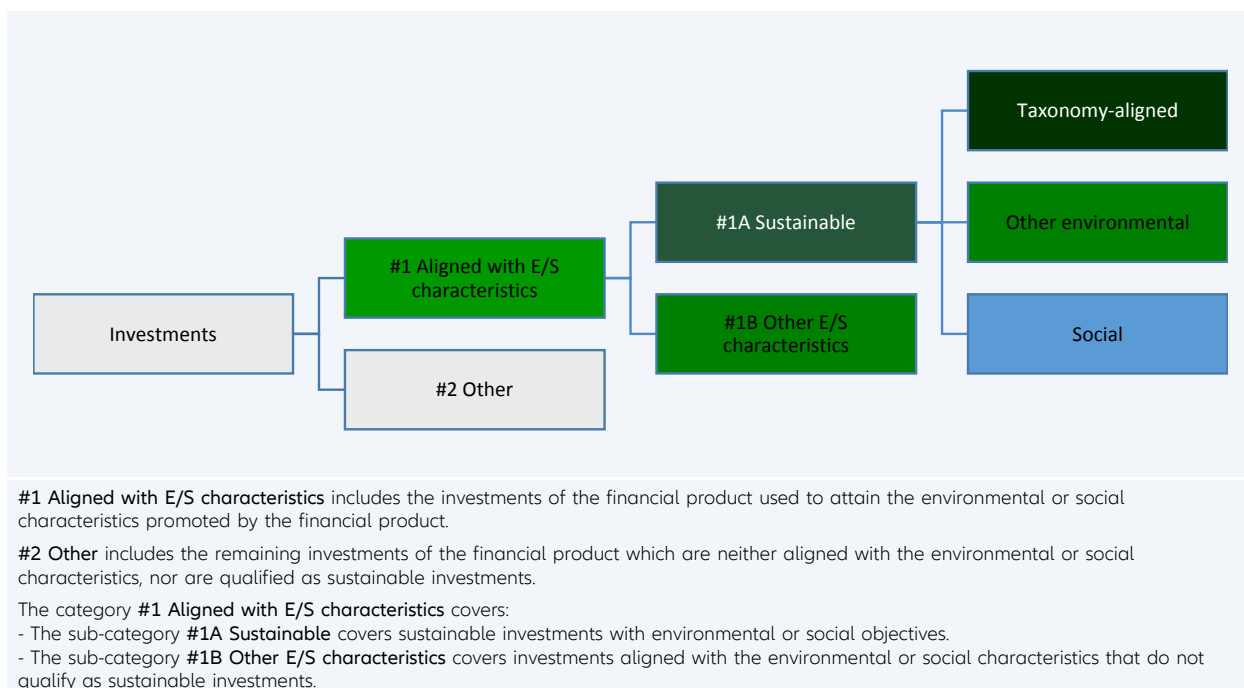 Taxonomy-aligned
#1A Sustainable
Other environmental
#1 Aligned with E/S
characteristics
Investments
#1B Other E/S
characteristics
Social
#2 Other
#1 Aligned with E/S characteristics includes the investments of the financial product used to attain the environmental or social
characteristics promoted by the financial product.
#2 Other includes the remaining investments of the financial product which are neither aligned with the environmental or social
characteristics, nor are qualified as sustainable investments.
The category #1 Aligned with E/S characteristics covers:
- The sub-category #1A Sustainable covers sustainable investments with environmental or social objectives.
- The sub-category #1B Other E/S characteristics covers investments aligned with the environmental or social characteristics that do not
qualify as sustainable investments.